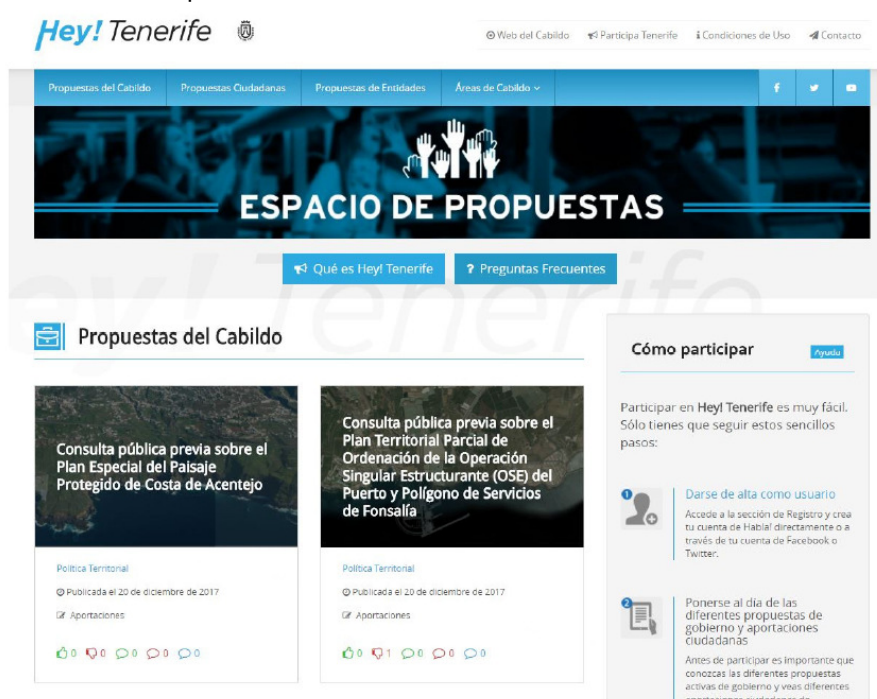 Hey! Tenerife
Web del Cabildo Participa Tenerife Condiciones de Uso Contacto
Propuestas del Cabildo Propuestas Ciudadanas Propuestas de Entidades Áreas de Cabildo
ESPACIO DE PROPUESTAS
Qué es Hey! Tenerife ? Preguntas Frecuentes
Propuestas del Cabildo
Consulta pública previa sobre el
Plan Especial del Paisaje
Protegido de Costa de Acentejo
Política Territorial
Publicada el 20 de diciembre de 2017
Aportaciones
0 0 0 0 0
Consulta pública previa sobre el
Plan Territorial Parcial de
Ordenación de la Operación
Singular Estructurante (OSE) del
Puerto y Polígono de Servicios
de Fonsalía
Política Territorial
Publicada el 20 de diciembre de 2017
Aportaciones
0 1 0 0 0
Cómo participar Ayuda
Participar en Hey! Tenerife es muy fácil.
Sólo tienes que seguir estos sencillos
pasos:
1 Darse de alta como usuario
Accede a la sección de Registro y crea
tu cuenta de Habla! directamente o a
través de tu cuenta de Facebook o
Twitter.
2 Ponerse al día de las
diferentes propuestas de
gobierno y aportaciones
ciudadanas
Antes de participar es importante que
conozcas las diferentes propuestas
activas de gobierno y veas diferentes